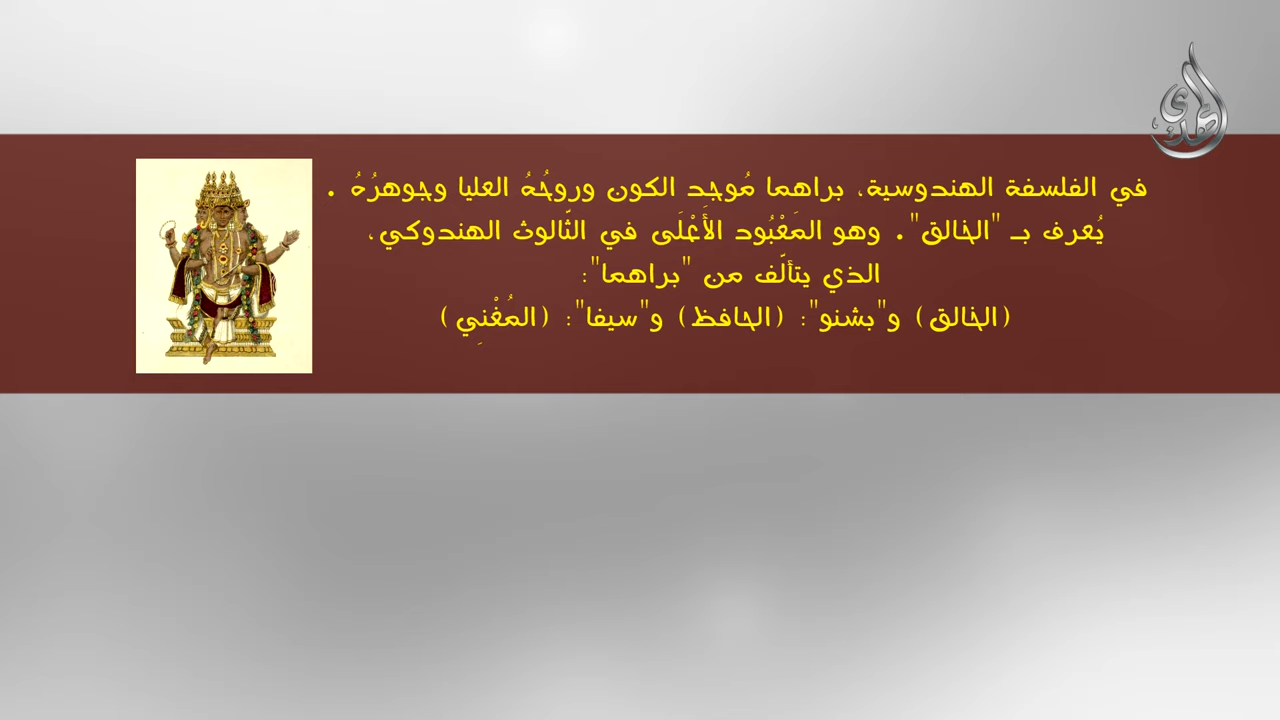 في الفلسفة الهندوسية، براهما مُوجِد الكون وروحُهُ العليا وجوهرُهُ .
يُعرف بـ "الخالق". وهو المَعْبُود الأَعْلَى في الثّالوث الهندوكي،
الذي يتألّف من "براهما":
(الخالق) و"بشنو": (الحافظ) و"سيفا": (المُفْنِي)